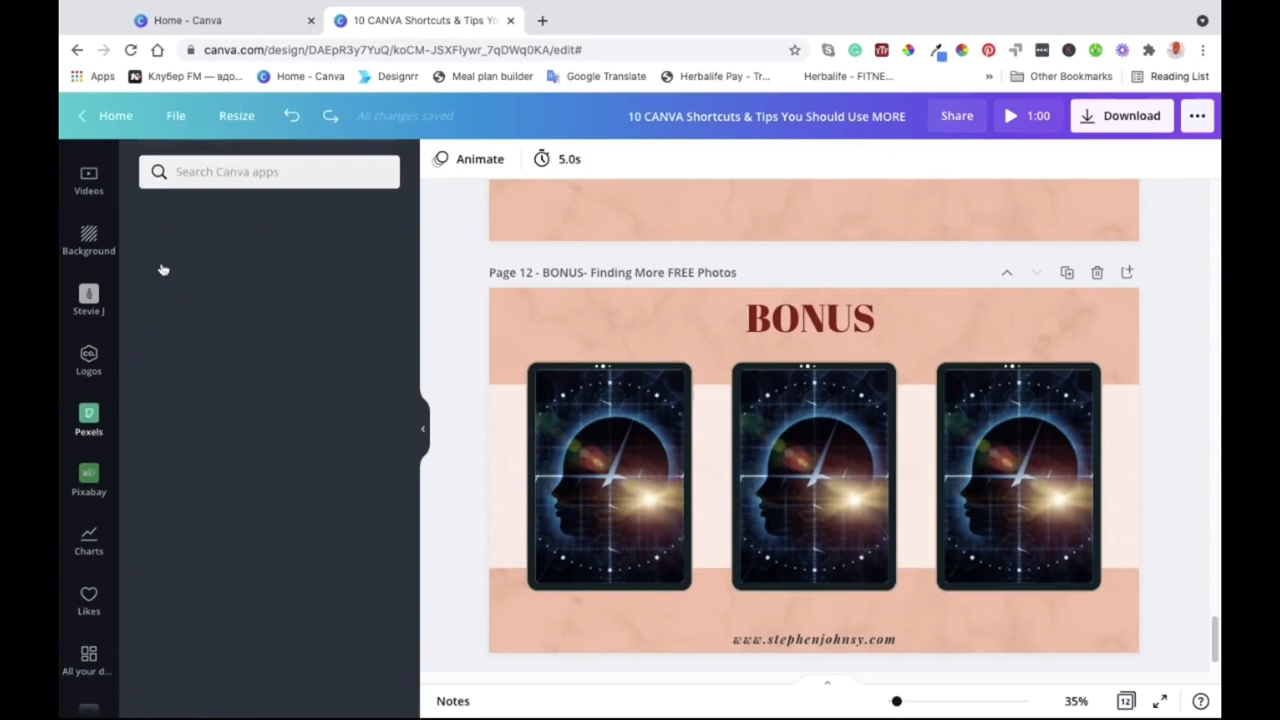 Home - Canva
10 CANVA Shortcuts & Tips Yo
canva.com/design/DAEpR3y7YuQ/koCM-JSXFlywr_7qDWq0KA/edit#
Apps
Клубер FM — адо...
Home - Canva
Designrr
Meal plan builder
Google Translate
Herbalife Pay - Tr...
Herbalife - FITNE...
»
Other Bookmarks
Reading List
Home
File
Resize
All changes saved
10 CANVA Shortcuts & Tips You Should Use MORE
Share
1:00
Download
Search Canva apps
Animate
5.0s
Videos
Background
Stevie J
CO.
Logos
Pexels
Pixabay
Charts
Likes
All your d...
Page 12 - BONUS- Finding More FREE Photos
BONUS
www.stephenjohnsy.com
Notes
35%
12
?